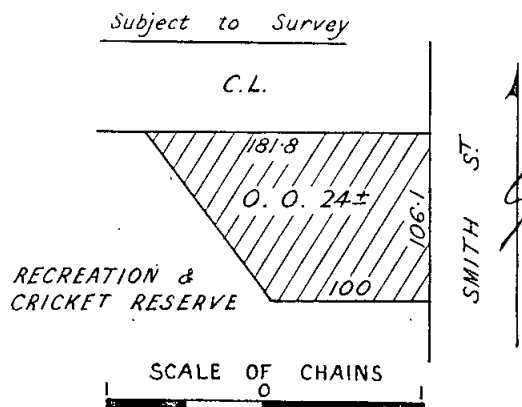 Subject to Survey
C.L.
181·8
0. 0. 24±
106·1
SMITH ST
100
RECREATION &
CRICKET RESERVE
SCALE OF CHAINS
1 0 1